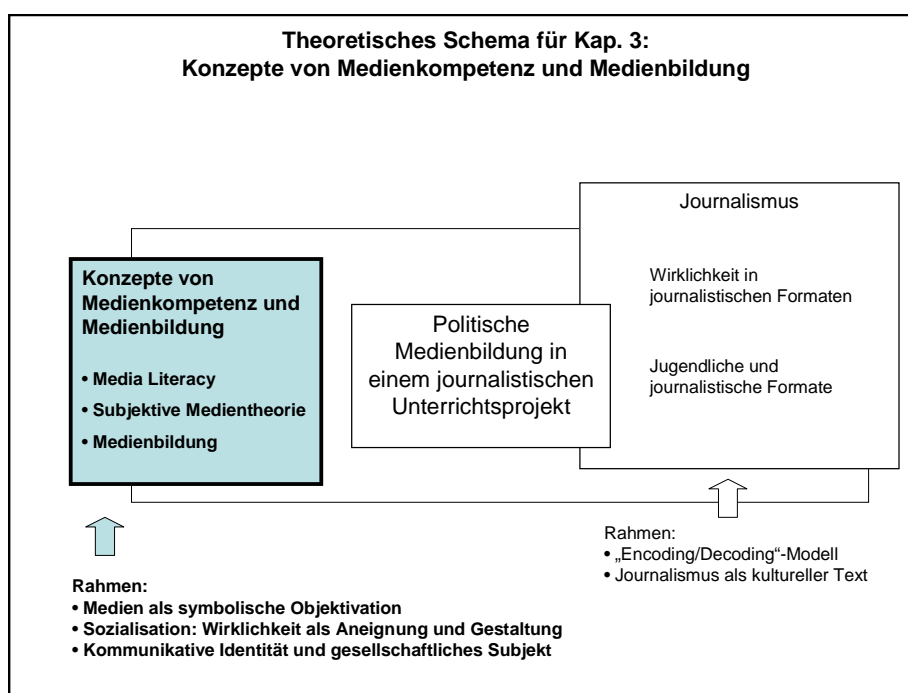 Theoretisches Schema für Kap. 3:
Konzepte von Medienkompetenz und Medienbildung
Konzepte von
Medienkompetenz und
Medienbildung
• Media Literacy
• Subjektive Medientheorie
• Medienbildung
Politische
Medienbildung in
einem journalistischen
Unterrichtsprojekt
Journalismus
Wirklichkeit in
journalistischen Formaten
Jugendliche und
journalistische Formate
Rahmen:
• Medien als symbolische Objektivation
• Sozialisation: Wirklichkeit als Aneignung und Gestaltung
• Kommunikative Identität und gesellschaftliches Subjekt
Rahmen:
• „Encoding/Decoding“-Modell
• Journalismus als kultureller Text